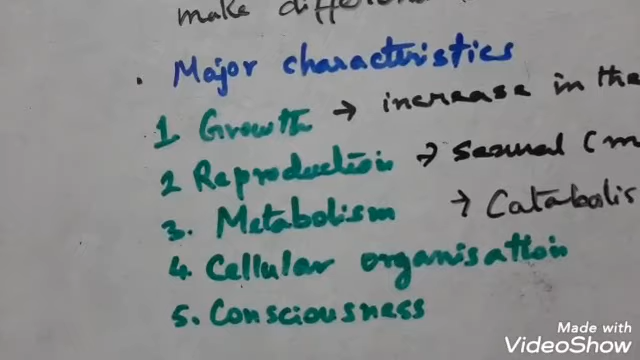 make
• Major characteristics
1 Growth → increase in the
2 Reproduction → sexual (m
3. Metabolism → Catabolis
4. Cellular organisation
5. Consciousness
Made with
VideoShow